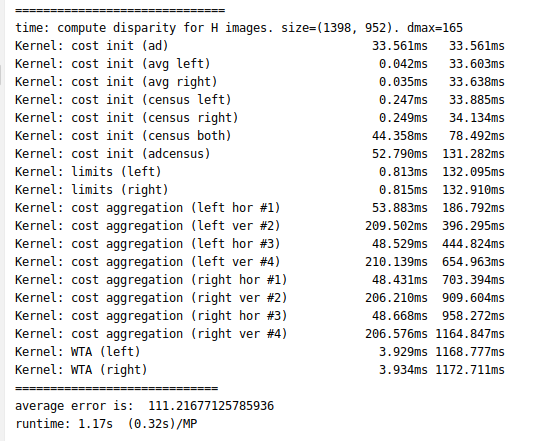 ==============================
time: compute disparity for H images. size=(1398, 952). dmax=165
Kernel: cost init (ad) 33.561ms 33.561ms
Kernel: cost init (avg left) 0.042ms 33.603ms
Kernel: cost init (avg right) 0.035ms 33.638ms
Kernel: cost init (census left) 0.247ms 33.885ms
Kernel: cost init (census right) 0.249ms 34.134ms
Kernel: cost init (census both) 44.358ms 78.492ms
Kernel: cost init (adcensus) 52.790ms 131.282ms
Kernel: limits (left) 0.813ms 132.095ms
Kernel: limits (right) 0.815ms 132.910ms
Kernel: cost aggregation (left hor #1) 53.883ms 186.792ms
Kernel: cost aggregation (left ver #2) 209.502ms 396.295ms
Kernel: cost aggregation (left hor #3) 48.529ms 444.824ms
Kernel: cost aggregation (left ver #4) 210.139ms 654.963ms
Kernel: cost aggregation (right hor #1) 48.431ms 703.394ms
Kernel: cost aggregation (right ver #2) 206.210ms 909.604ms
Kernel: cost aggregation (right hor #3) 48.668ms 958.272ms
Kernel: cost aggregation (right ver #4) 206.576ms 1164.847ms
Kernel: WTA (left) 3.929ms 1168.777ms
Kernel: WTA (right) 3.934ms 1172.711ms
=============================
average error is:  111.21677125785936
runtime: 1.17s  (0.32s)/MP